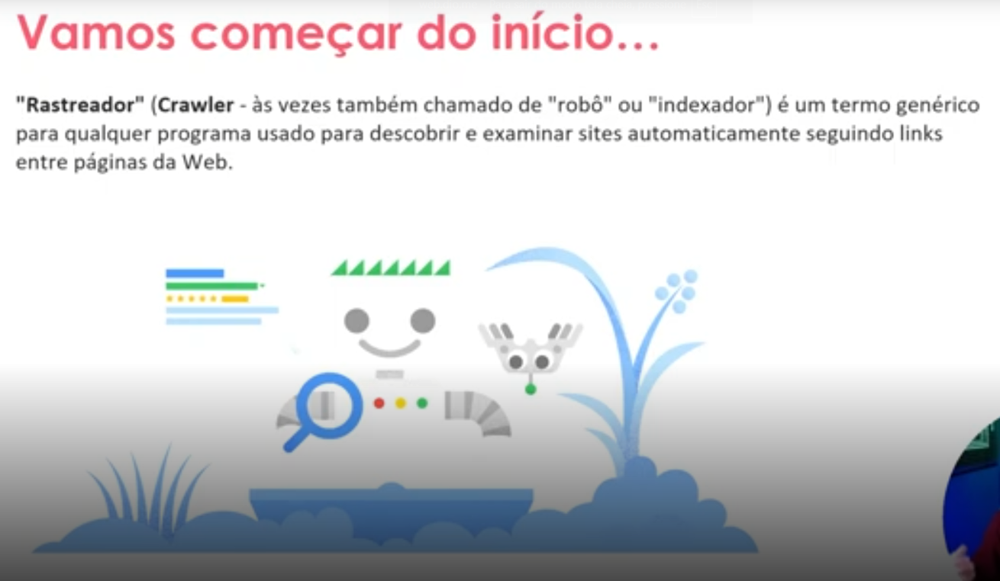 Vamos começar do início...
"Rastreador" (Crawler - às vezes também chamado de "robô" ou "indexador") é um termo genérico
para qualquer programa usado para descobrir e examinar sites automaticamente seguindo links
entre páginas da Web.